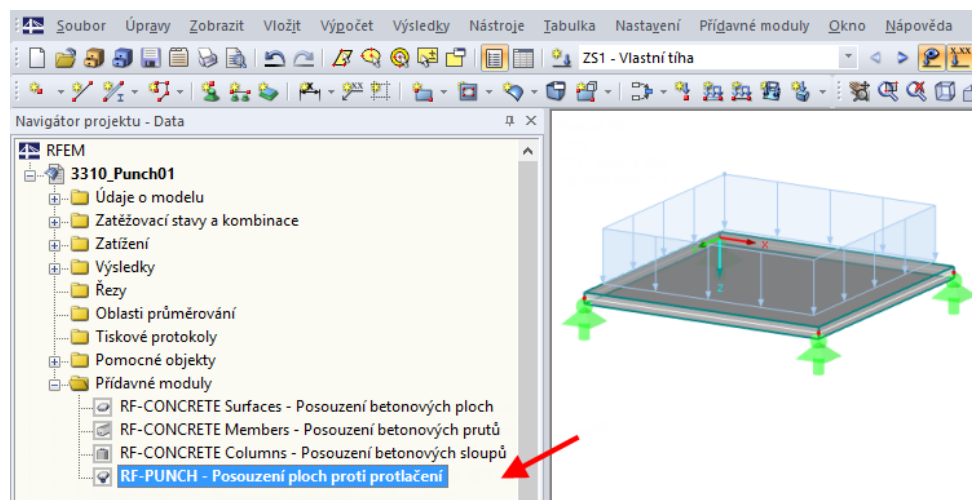 Soubor Úpravy Zobrazit Vložit Výpočet Výsledky Nástroje Tabulka Nastavení Přídavné moduly Okno Nápověda
ZS1 - Vlastní tíha
Navigátor projektu - Data
RFEM
3310_Punch01
Údaje o modelu
Zatěžovací stavy a kombinace
Zatížení
Výsledky
Řezy
Oblasti průměrování
Tiskové protokoly
Pomocné objekty
Přídavné moduly
RF-CONCRETE Surfaces - Posouzení betonových ploch
RF-CONCRETE Members - Posouzení betonových prutů
RF-CONCRETE Columns - Posouzení betonových sloupů
RF-PUNCH - Posouzení ploch proti protlačení
X
Z